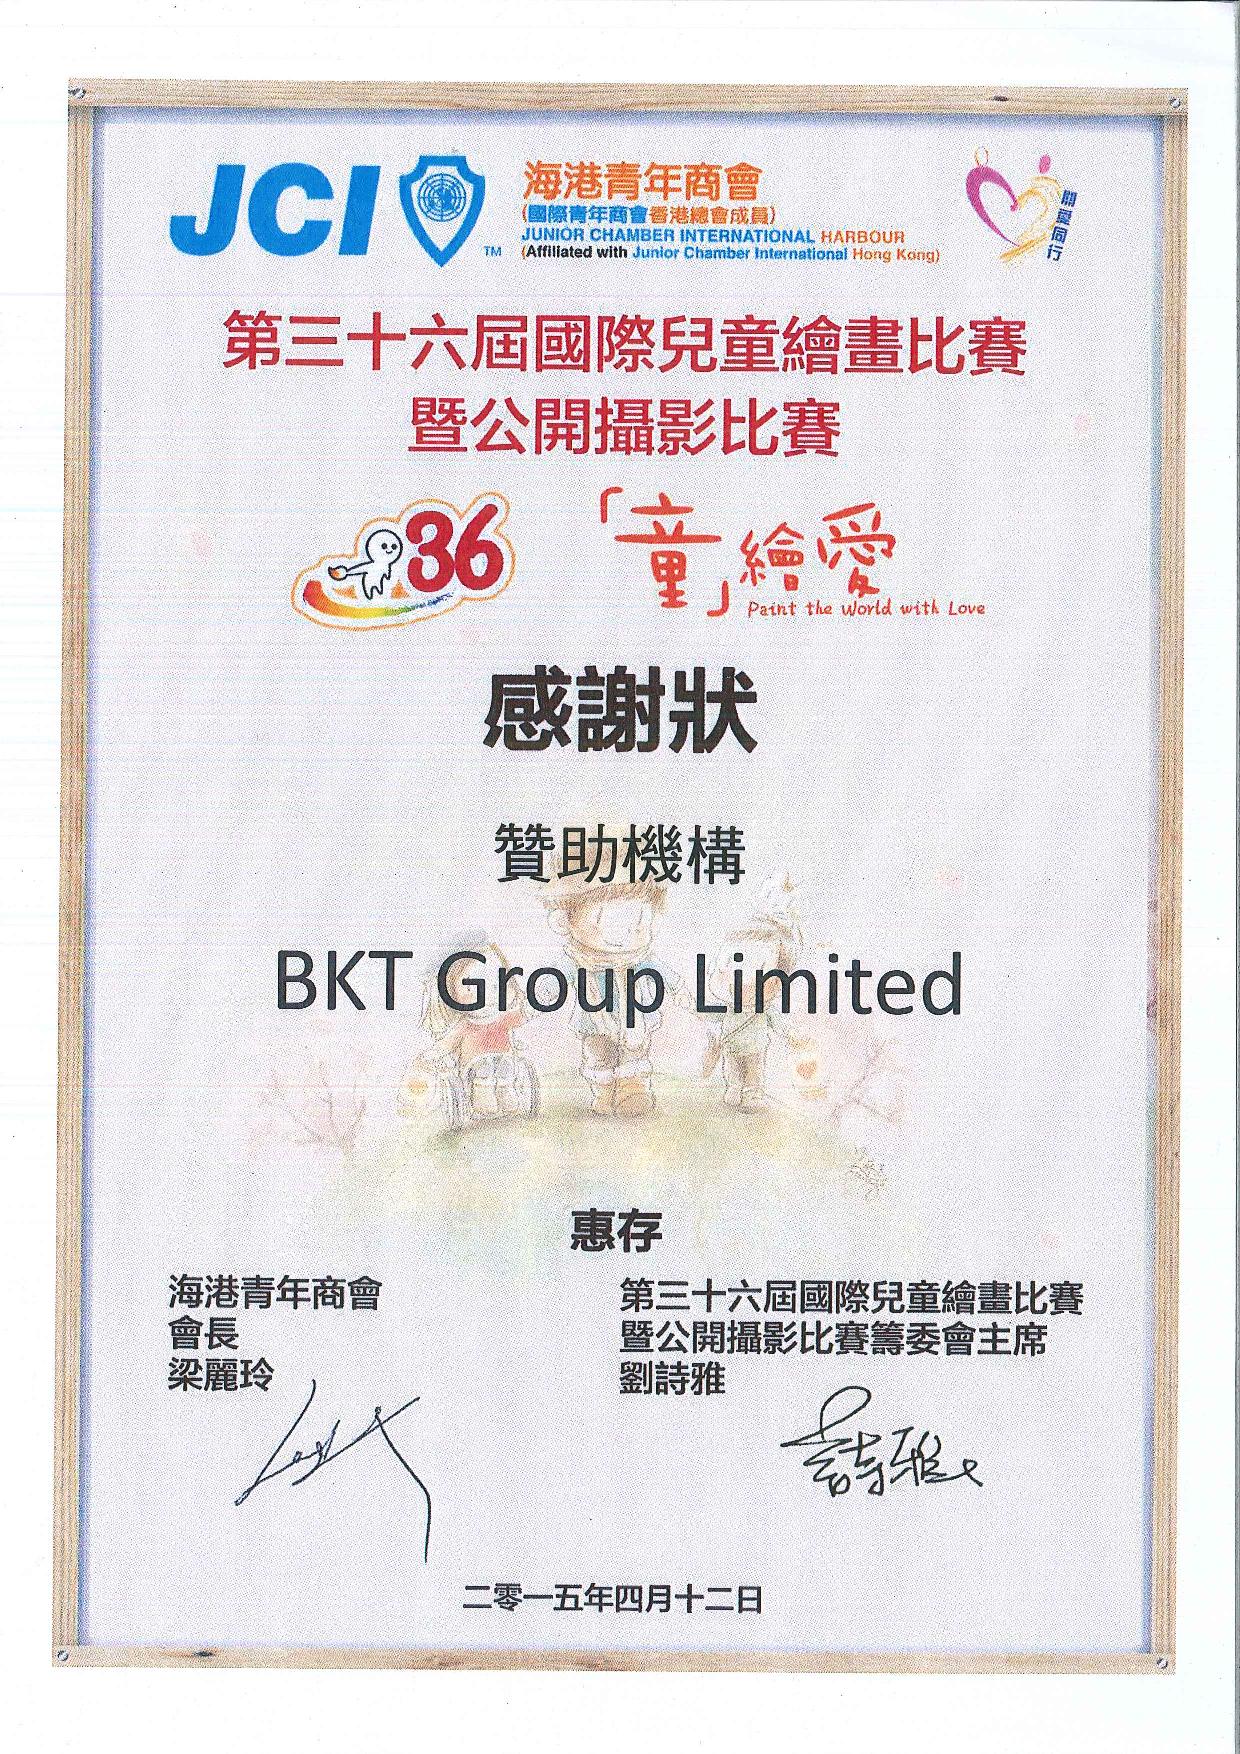 JCI
TM
海港青年商會
(國際青年商會香港總會成員)
JUNIOR CHAMBER INTERNATIONAL HARBOUR
(Affiliated with Junior Chamber International Hong Kong)
關愛同行
第三十六屆國際兒童繪畫比賽
暨公開攝影比賽
36
「童」繪愛
Paint the World with Love
感謝狀
贊助機構
BKT Group Limited
惠存
海港青年商會
會長
梁麗玲
第三十六屆國際兒童繪畫比賽
暨公開攝影比賽籌委會主席
劉詩雅
詩雅
二零一五年四月十二日